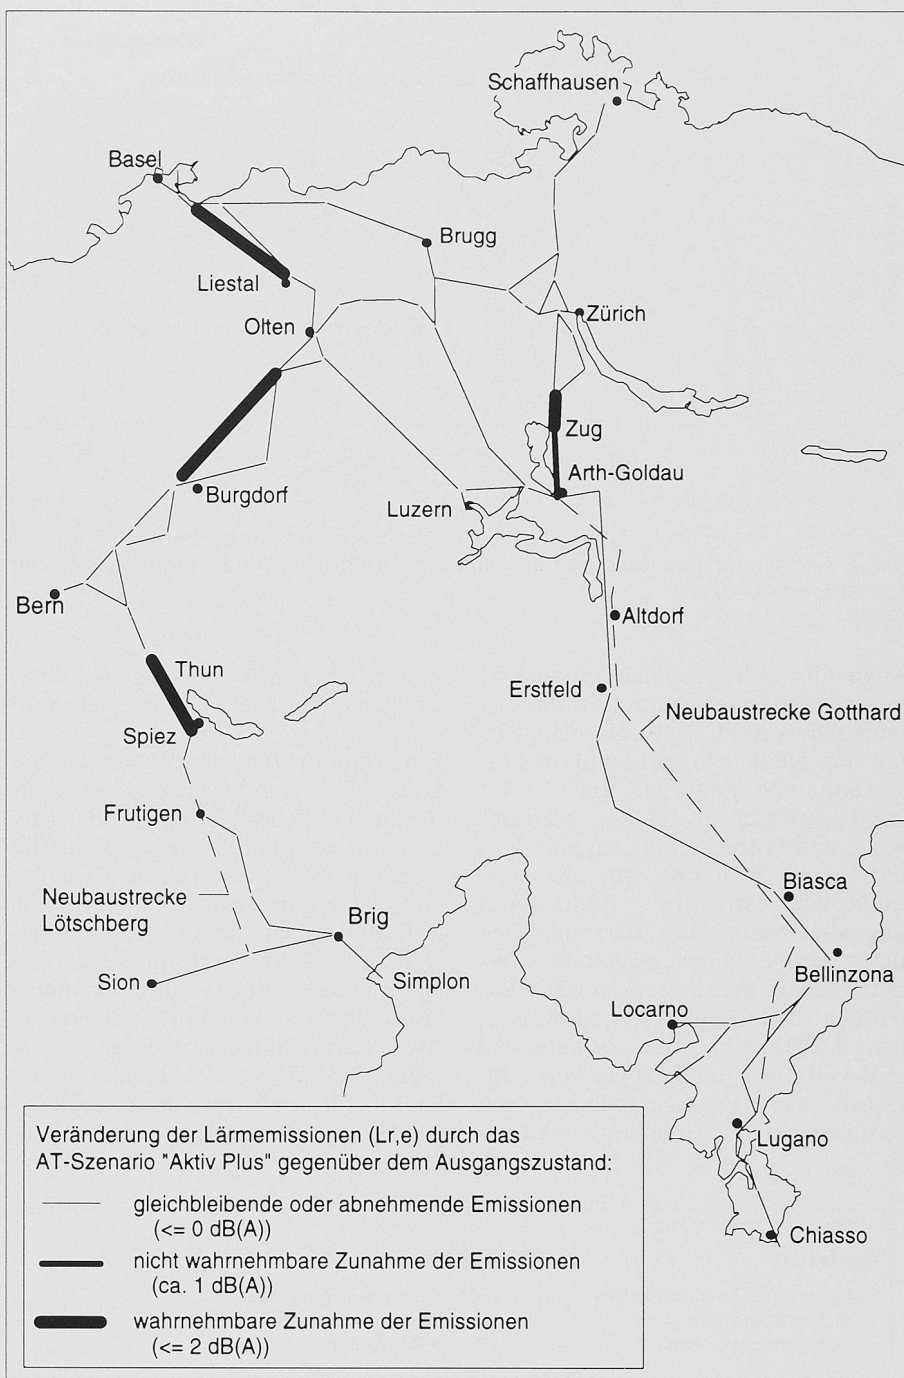 Schaffhausen
Basel
Brugg
Liestal
Zürich
Olten
Zug
Arth-Goldau
Burgdorf
Luzern
Bern
Altdorf
Thun
Erstfeld
Neubaustrecke Gotthard
Spiez
Frutigen
Biasca
Neubaustrecke
Lötschberg
Brig
Sion
Simplon
Bellinzona
Locarno
Lugano
Chiasso
Veränderung der Lärmemissionen (Lr,e) durch das
AT-Szenario "Aktiv Plus" gegenüber dem Ausgangszustand:
gleichbleibende oder abnehmende Emissionen
(<= 0 dB(A))
nicht wahrnehmbare Zunahme der Emissionen
(ca. 1 dB(A))
wahrnehmbare Zunahme der Emissionen
(<= 2 dB(A))